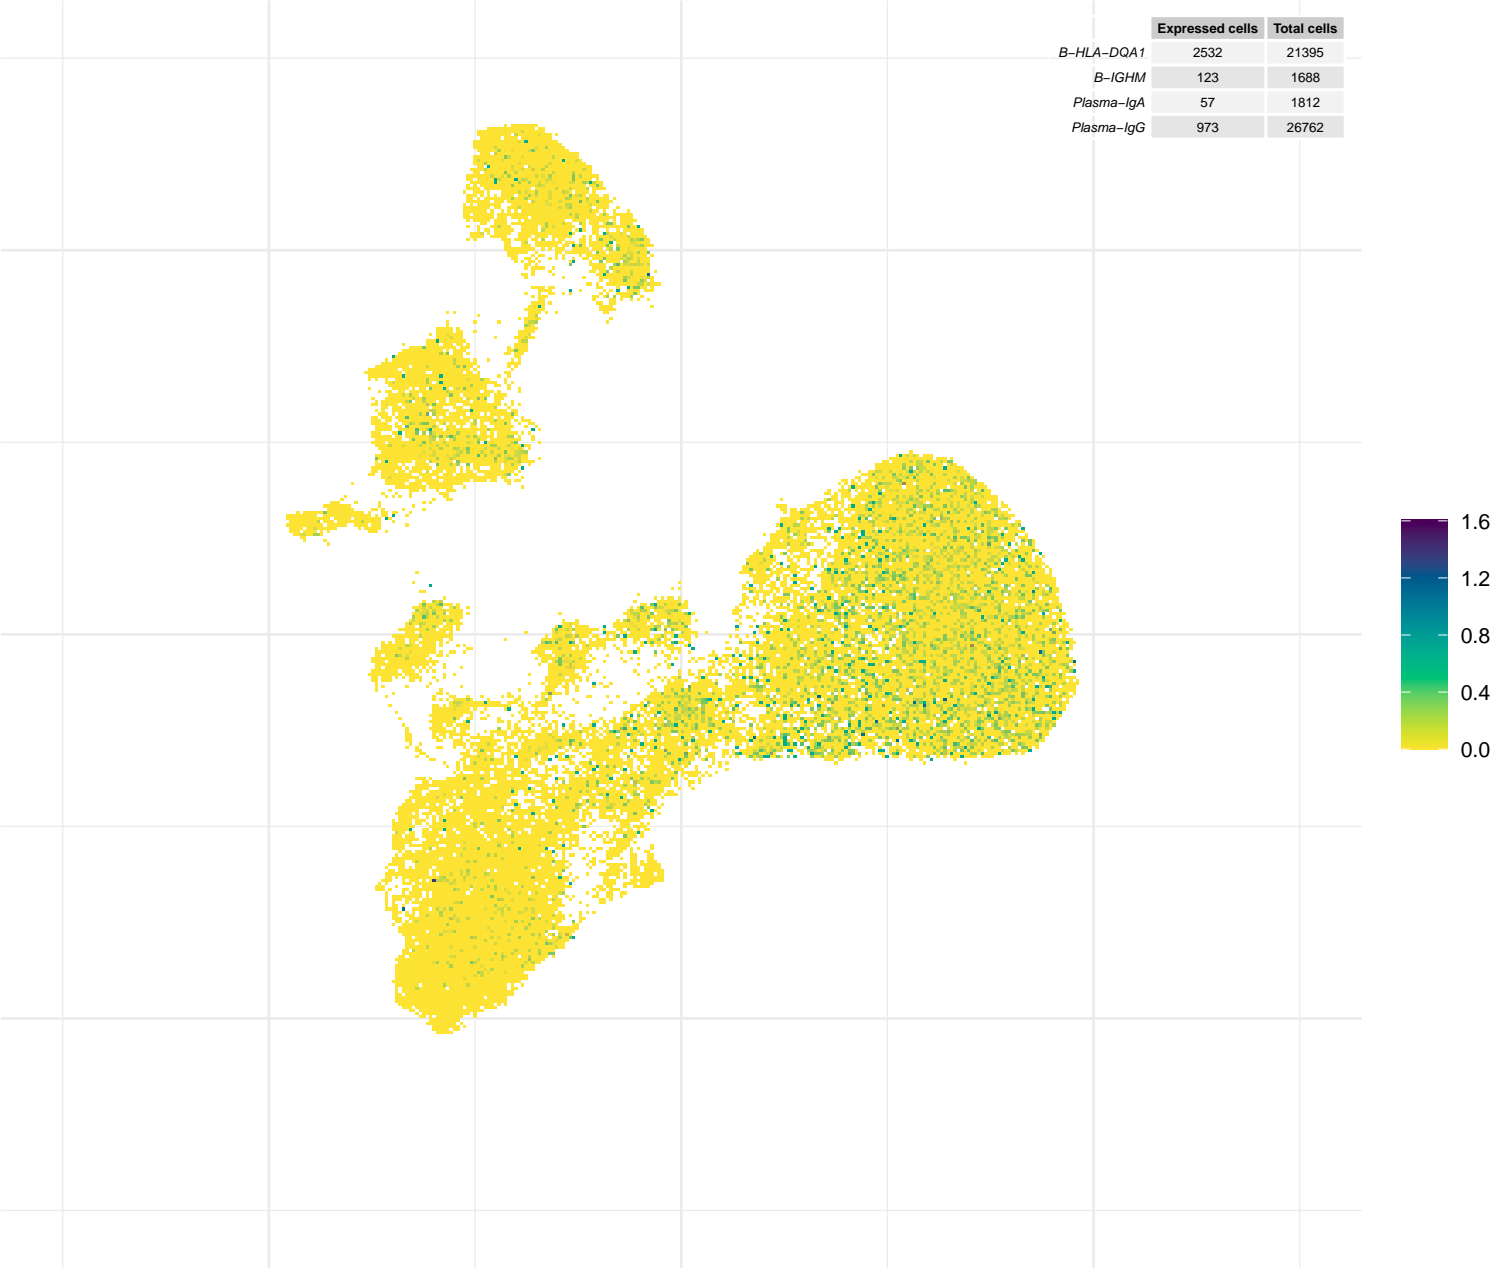 Expressed cells Total cells
B−HLA−DQA1 2532 21395
B−IGHM 123 1688
Plasma−IgA 57 1812
Plasma−IgG 973 26762
1.6
1.2
0.8
0.4
0.0